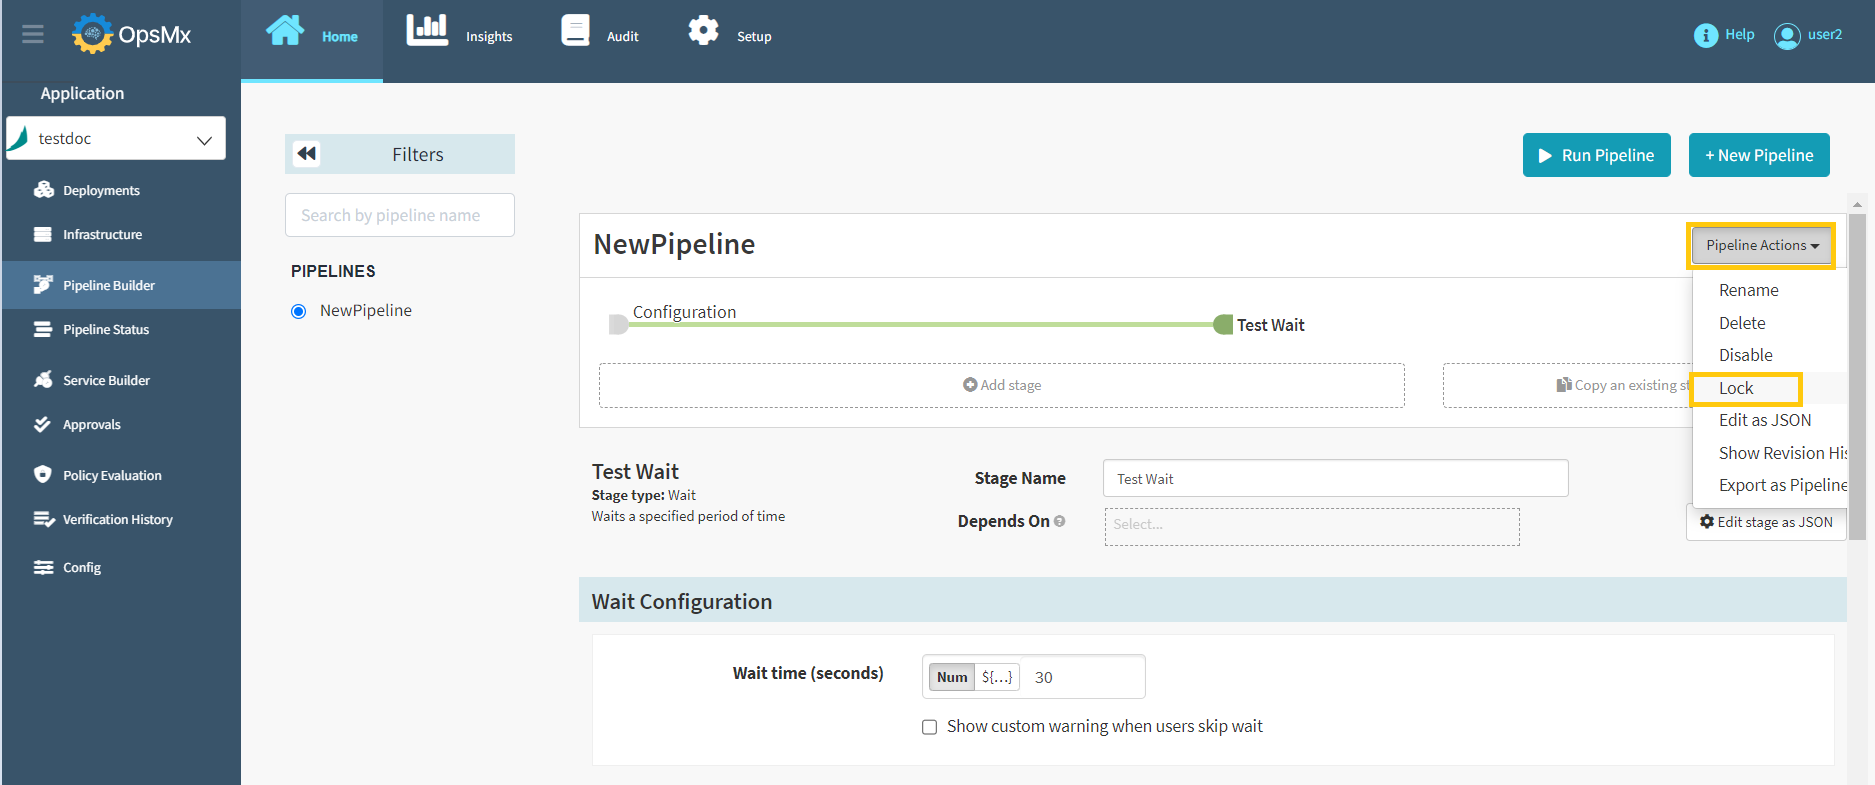 OpsMx
Home
Insights
Audit
Setup
Help
user2
Application
testdoc
Deployments
Infrastructure
Pipeline Builder
Pipeline Status
Service Builder
Approvals
Policy Evaluation
Verification History
Config
Filters
Search by pipeline name
PIPELINES
NewPipeline
Run Pipeline
+ New Pipeline
NewPipeline
Pipeline Actions
Rename
Delete
Disable
Lock
Edit as JSON
Show Revision His
Export as Pipeline
Configuration
Test Wait
Add stage
Copy an existing st
Test Wait
Stage type: Wait
Waits a specified period of time
Stage Name
Test Wait
Depends On
Select...
Edit stage as JSON
Wait Configuration
Wait time (seconds)
Num
${...}
30
Show custom warning when users skip wait